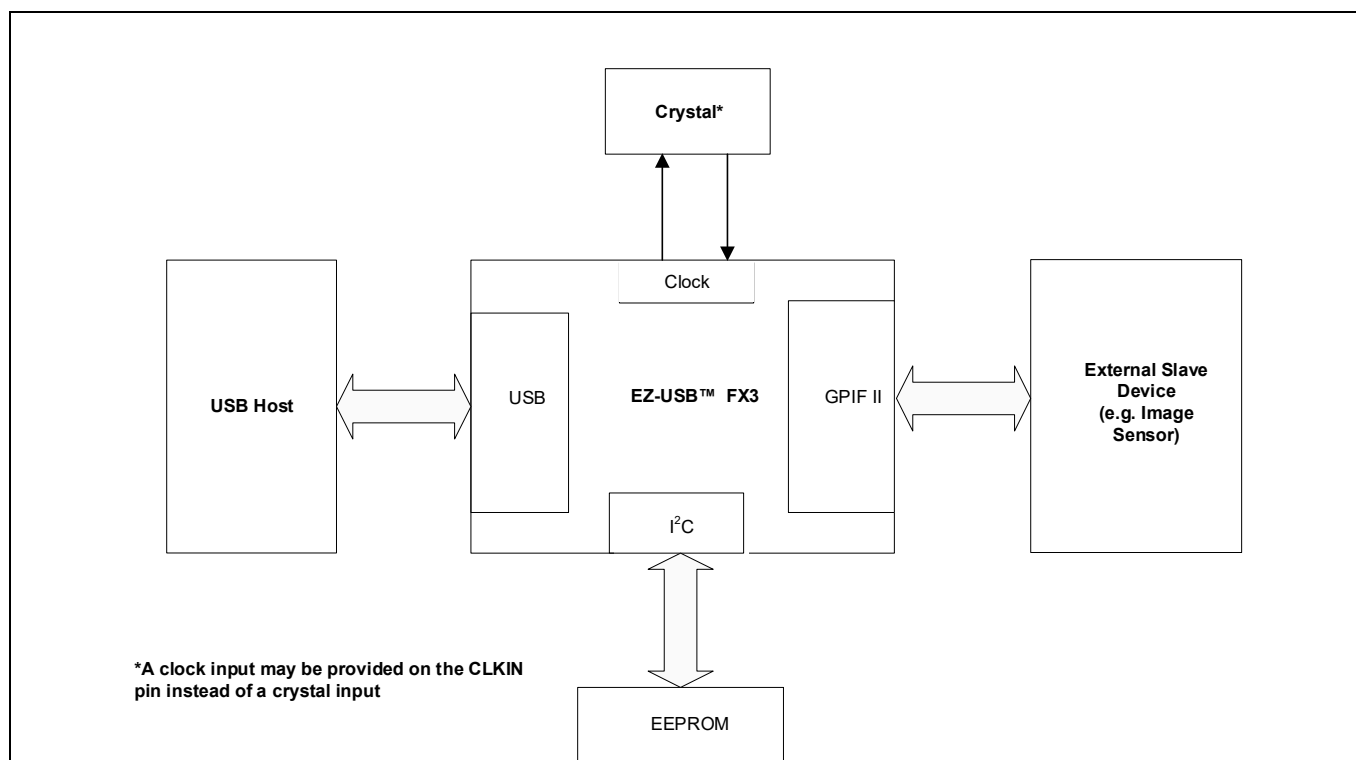 Crystal*
Clock
USB Host
USB
EZ-USB™ FX3
GPIF II
External Slave
Device
(e.g. Image
Sensor)
I²C
*A clock input may be provided on the CLKIN
pin instead of a crystal input
EEPROM